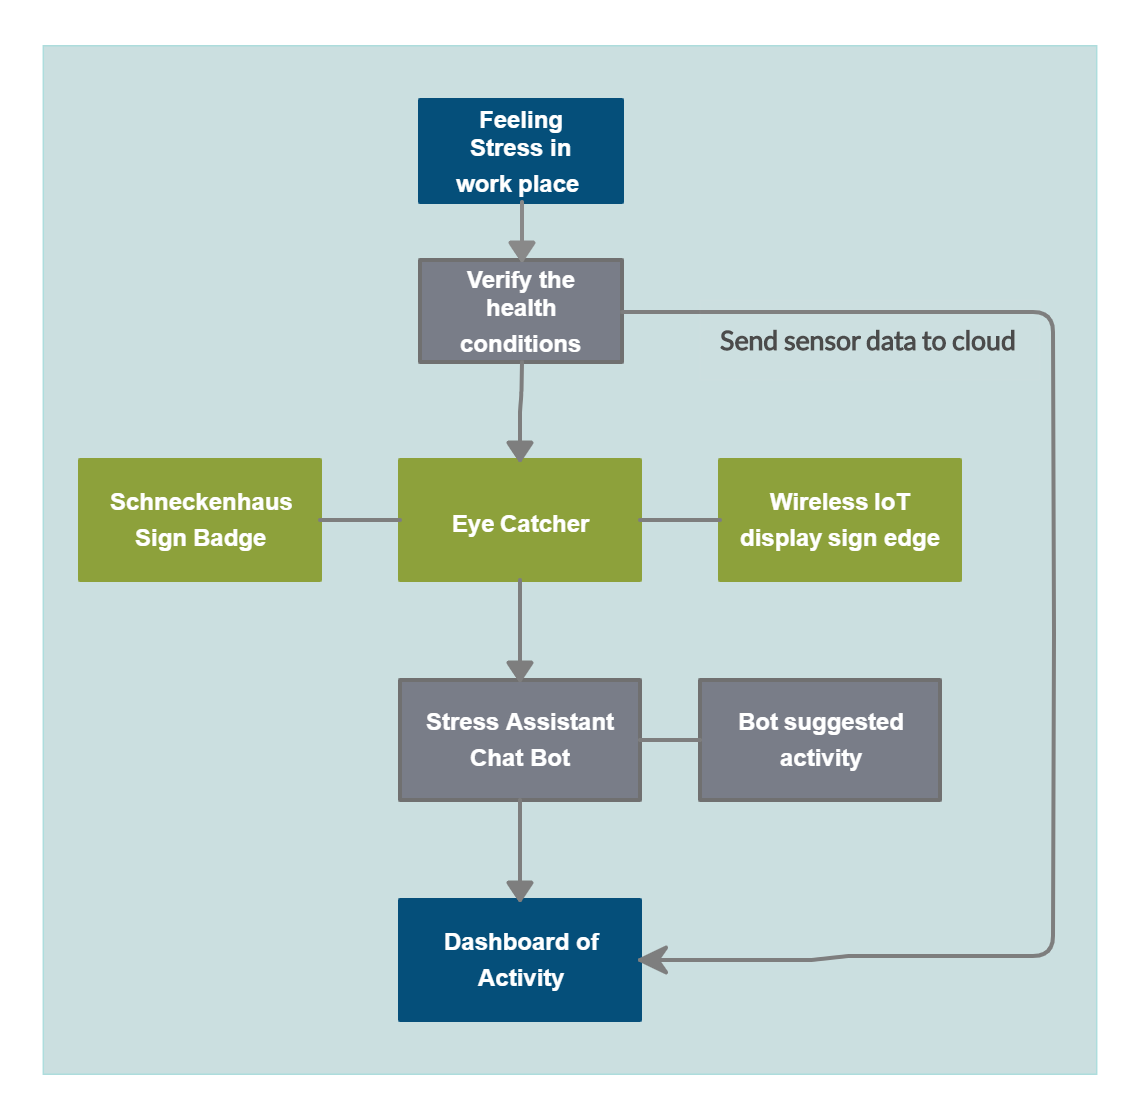 Feeling
Stress in
work place
Verify the
health
conditions
Send sensor data to cloud
Schneckenhaus
Sign Badge
Eye Catcher
Wireless IoT
display sign edge
Stress Assistant
Chat Bot
Bot suggested
activity
Dashboard of
Activity